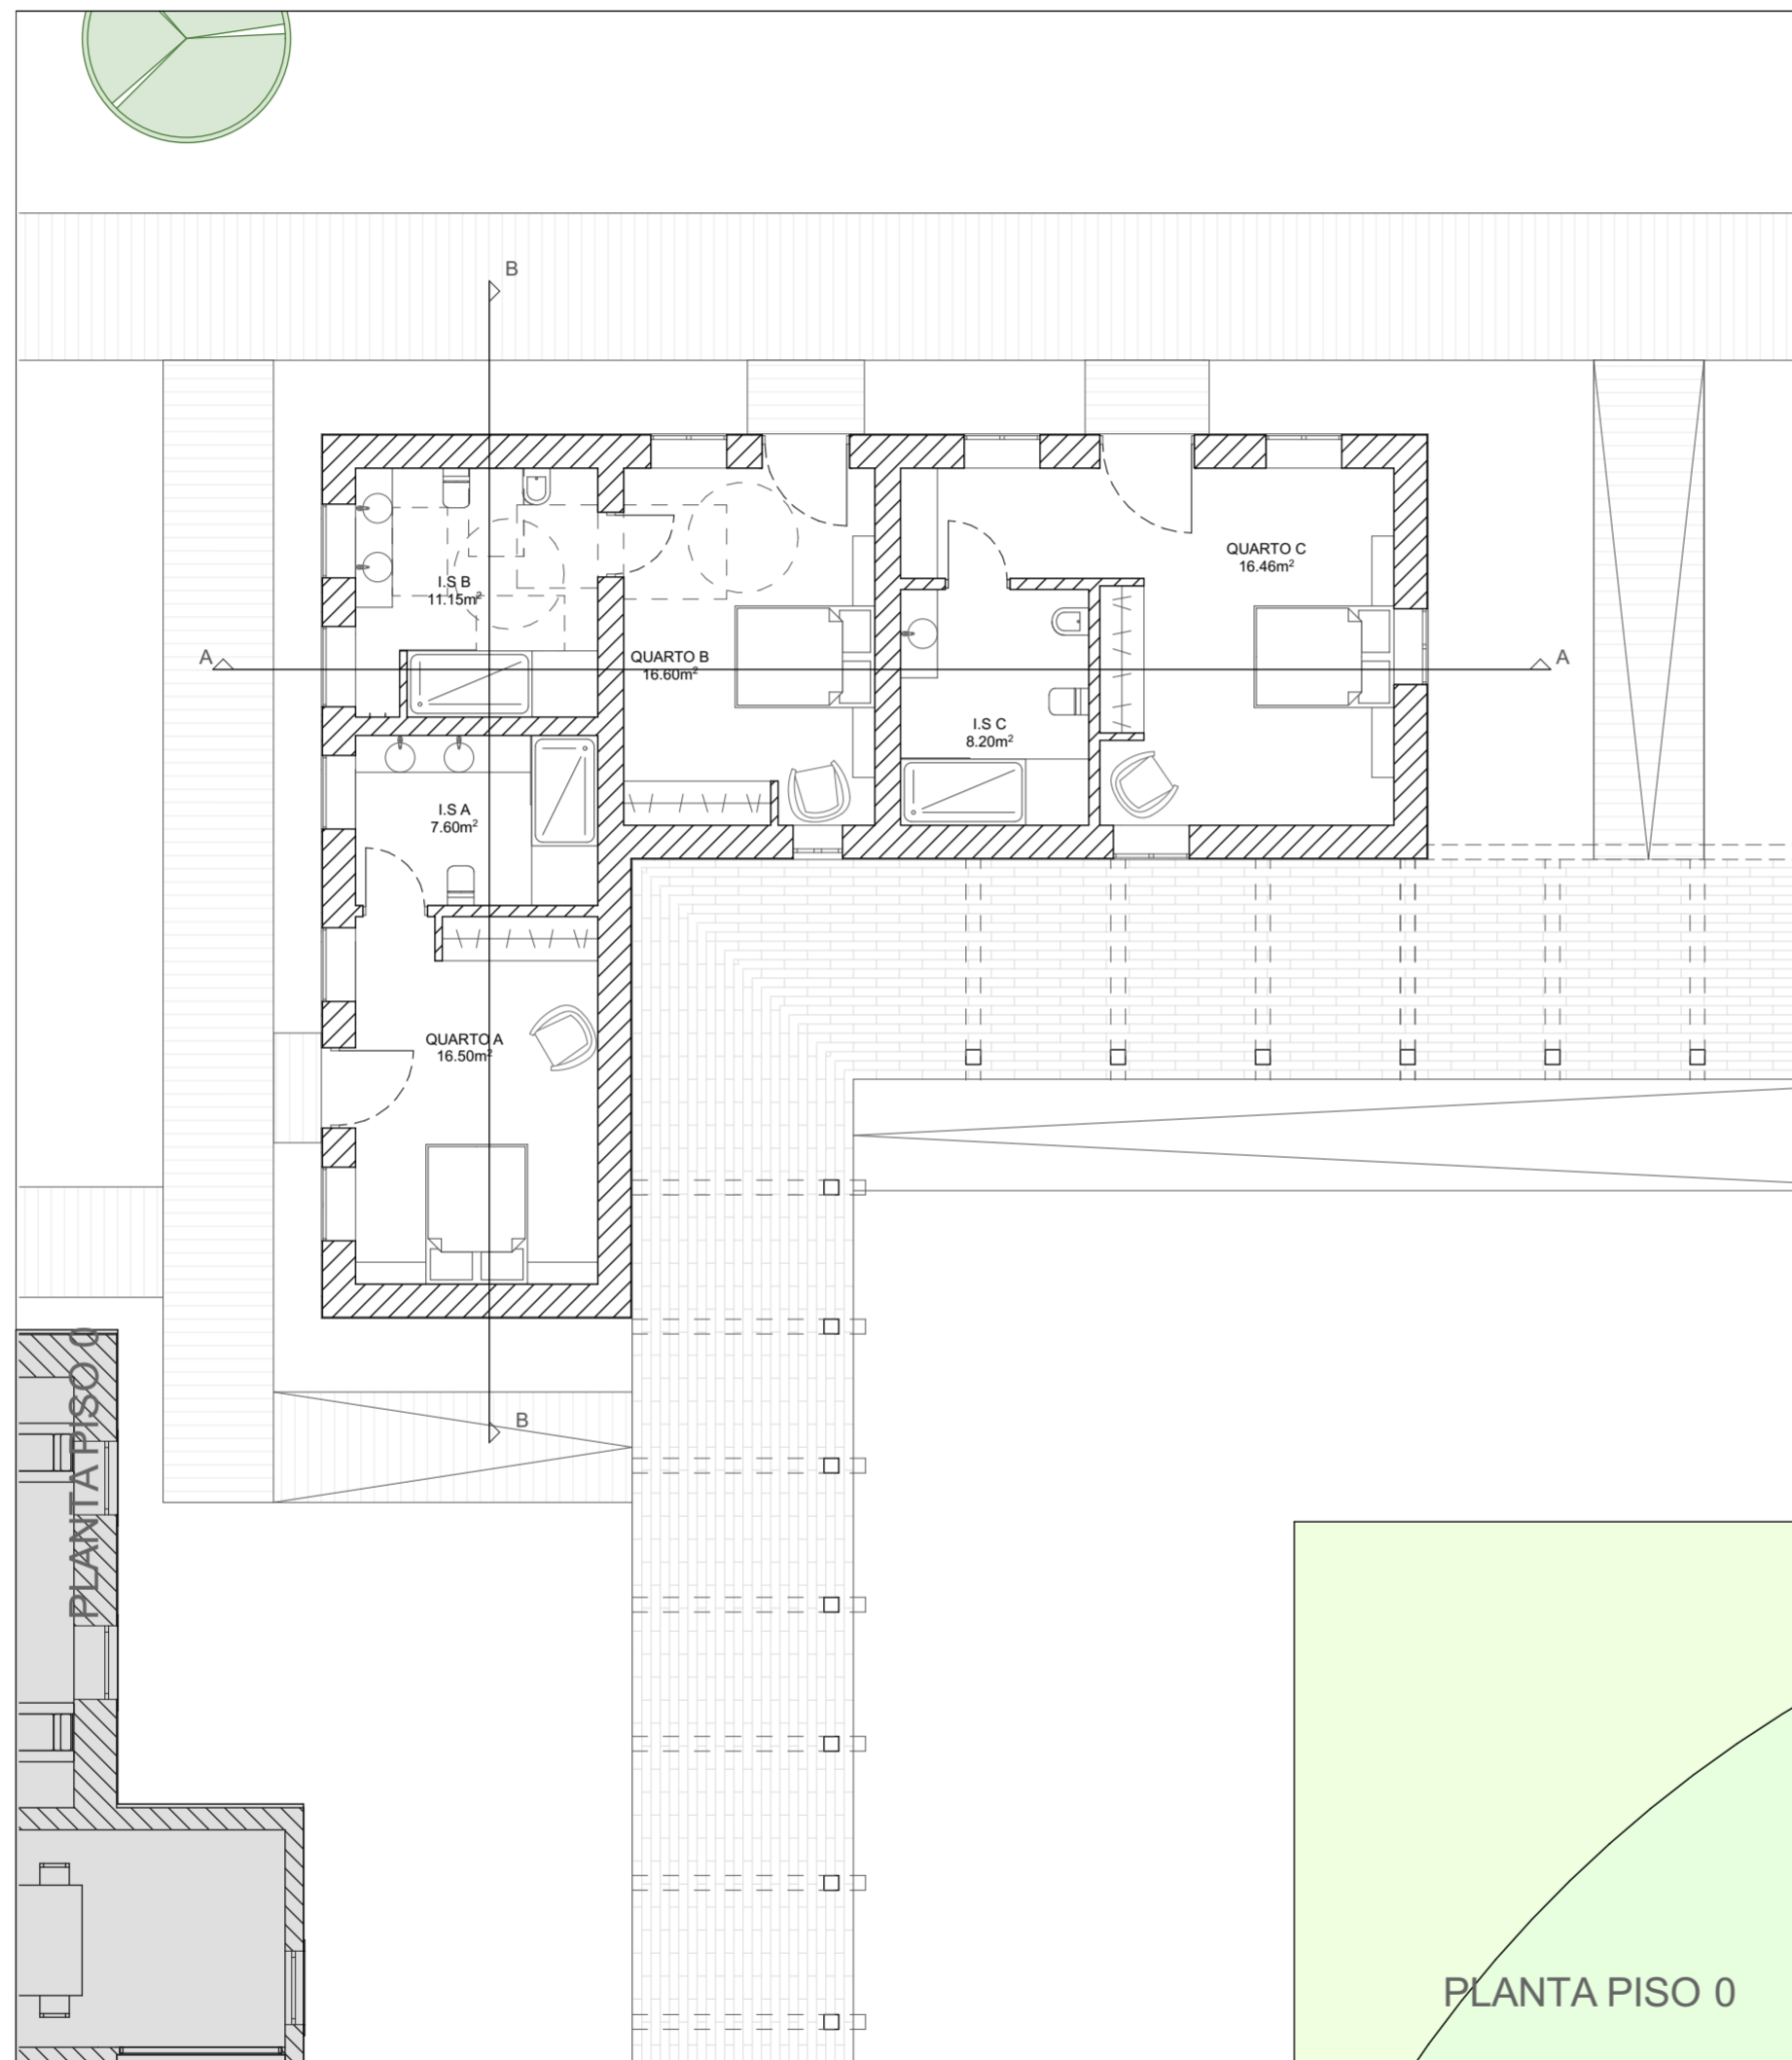 B
I.S B
11.15m²
QUARTO C
16.46m²
A
QUARTO B
16.60m²
A
I.S C
8.20m²
I.S A
7.60m²
QUARTO A
16.50m²
B
PLANTA PISO 0
PLANTA PISO 0